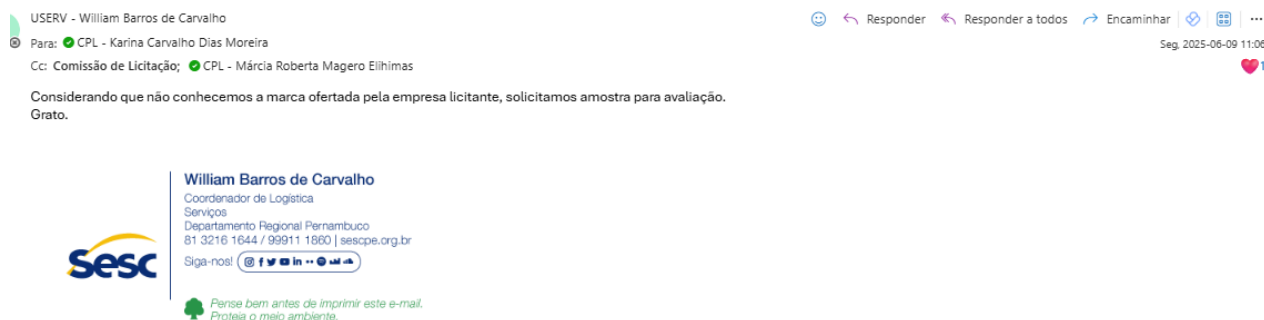 USERV - William Barros de Carvalho
Responder
Responder a todos
Encaminhar
Para: CPL - Karina Carvalho Dias Moreira
Seg, 2025-06-09 11:06
Cc: Comissão de Licitação; CPL - Márcia Roberta Magero Elihimas
1
Considerando que não conhecemos a marca ofertada pela empresa licitante, solicitamos amostra para avaliação.
Grato.
William Barros de Carvalho
Coordenador de Logística
Serviços
Departamento Regional Pernambuco
81 3216 1644 / 99911 1860 | sescpe.org.br
Siga-nos!
Sesc
Pense bem antes de imprimir este e-mail.
Proteja o meio ambiente.